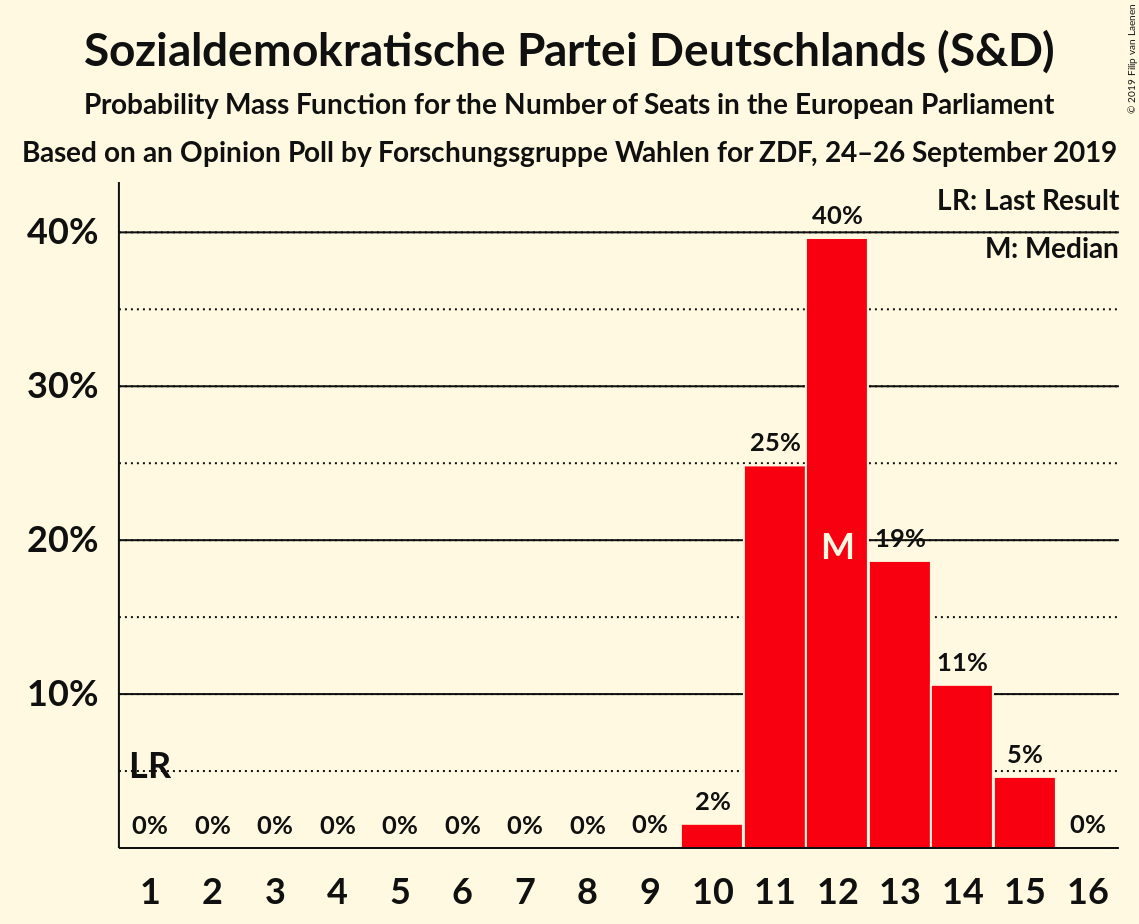 Sozialdemokratische Partei Deutschlands (S&D)
Probability Mass Function for the Number of Seats in the European Parliament
Based on an Opinion Poll by Forschungsgruppe Wahlen for ZDF, 24–26 September 2019
© 2019 Filip van Laenen
LR: Last Result
M: Median
40%
30%
20%
10%
40%
25%
19%
11%
5%
2%
M
LR
0% 0% 0% 0% 0% 0% 0% 0% 0% 0%
1 2 3 4 5 6 7 8 9 10 11 12 13 14 15 16